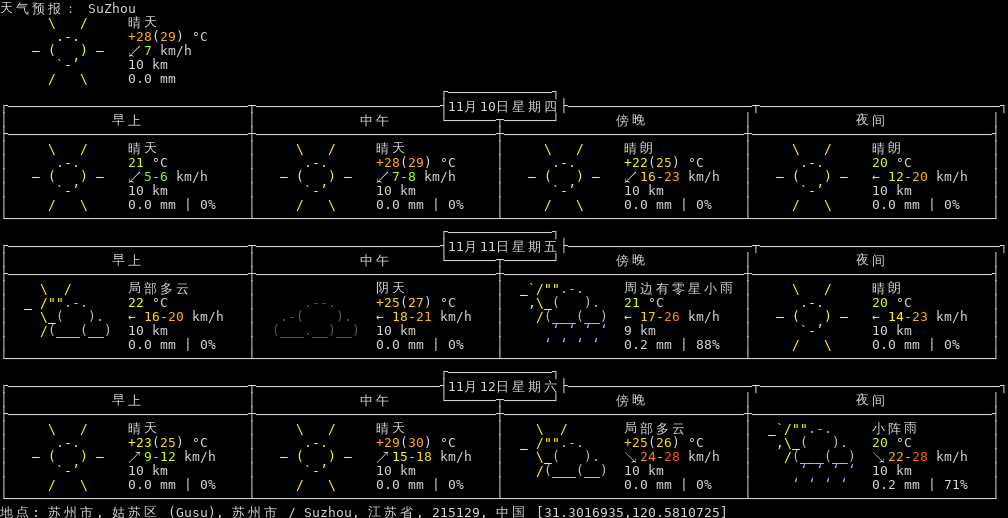 天气预报： SuZhou
晴天
+28(29) °C
↙ 7 km/h
10 km
0.0 mm
11月10日星期四
早上 中午 傍晚 夜间
晴天 晴天 晴朗 晴朗
21 °C +28(29) °C +22(25) °C 20 °C
↙ 5-6 km/h ↙ 7-8 km/h ↙ 16-23 km/h ← 12-20 km/h
10 km 10 km 10 km 10 km
0.0 mm | 0% 0.0 mm | 0% 0.0 mm | 0% 0.0 mm | 0%
11月11日星期五
早上 中午 傍晚 夜间
局部多云 阴天 周边有零星小雨 晴朗
22 °C +25(27) °C 21 °C 20 °C
← 16-20 km/h ← 18-21 km/h ← 17-26 km/h ← 14-23 km/h
10 km 10 km 9 km 10 km
0.0 mm | 0% 0.0 mm | 0% 0.2 mm | 88% 0.0 mm | 0%
11月12日星期六
早上 中午 傍晚 夜间
晴天 晴天 局部多云 小阵雨
+23(25) °C +29(30) °C +25(26) °C 20 °C
↗ 9-12 km/h ↗ 15-18 km/h ↘ 24-28 km/h ↘ 22-28 km/h
10 km 10 km 10 km 10 km
0.0 mm | 0% 0.0 mm | 0% 0.0 mm | 0% 0.2 mm | 71%
地点: 苏州市, 姑苏区 (Gusu), 苏州市 / Suzhou, 江苏省, 215129, 中国 [31.3016935,120.5810725]